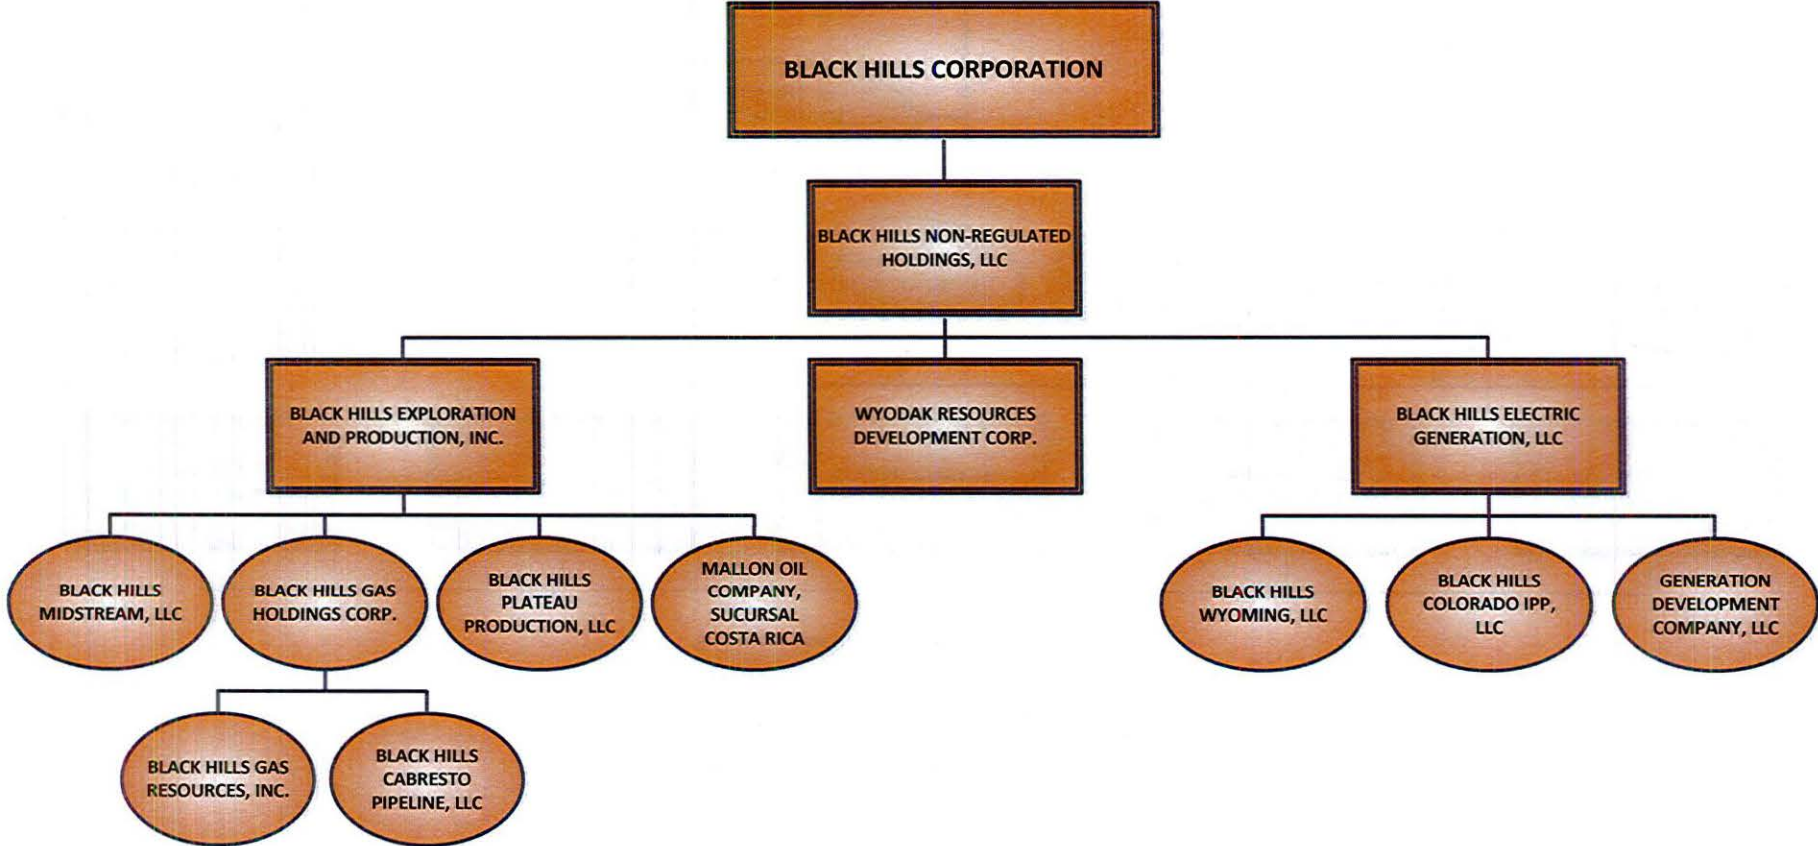 BLACK HILLS CORPORATION
BLACK HILLS NON-REGULATED
HOLDINGS, LLC
BLACK HILLS EXPLORATION
AND PRODUCTION, INC.
WYODAK RESOURCES
DEVELOPMENT CORP.
BLACK HILLS ELECTRIC
GENERATION, LLC
BLACK HILLS
MIDSTREAM, LLC
BLACK HILLS GAS
HOLDINGS CORP.
BLACK HILLS
PLATEAU
PRODUCTION, LLC
MALLON OIL
COMPANY,
SUCURSAL
COSTA RICA
BLACK HILLS
WYOMING, LLC
BLACK HILLS
COLORADO IPP,
LLC
GENERATION
DEVELOPMENT
COMPANY, LLC
BLACK HILLS GAS
RESOURCES, INC.
BLACK HILLS
CABRESTO
PIPELINE, LLC